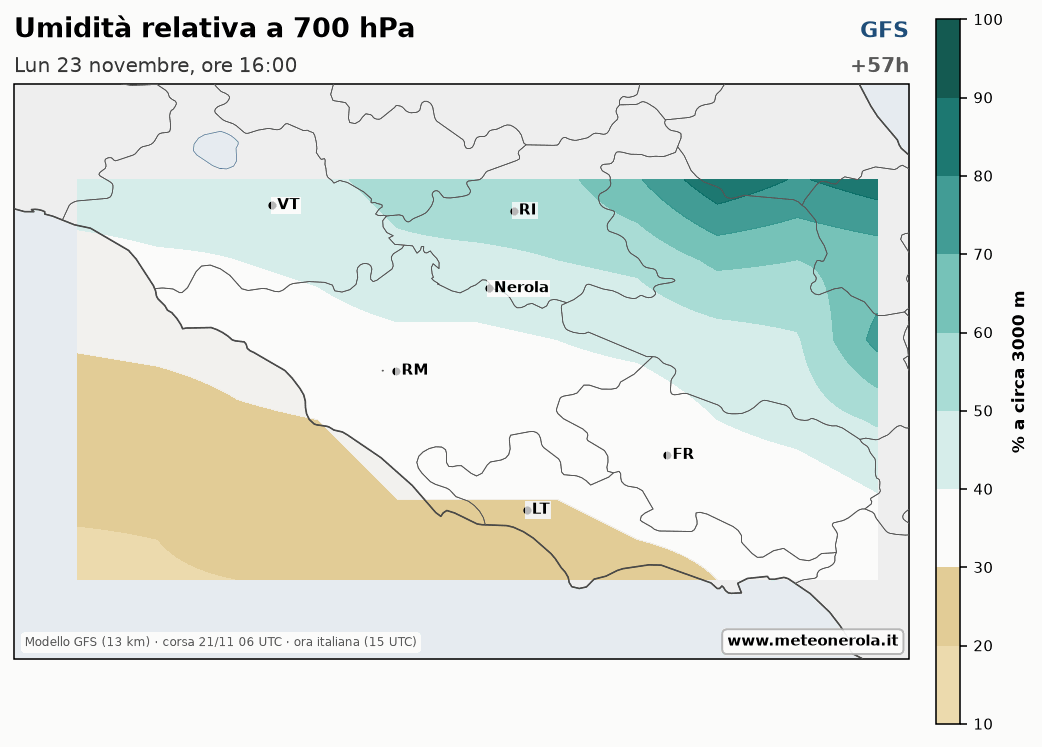 Umidità relativa a 700 hPa
GFS
Lun 23 novembre, ore 16:00
+57h
VT
RI
Nerola
RM
FR
LT
Modello GFS (13 km) · corsa 21/11 06 UTC · ora italiana (15 UTC)
www.meteonerola.it
100
90
80
70
60
50
40
30
20
10
% a circa 3000 m